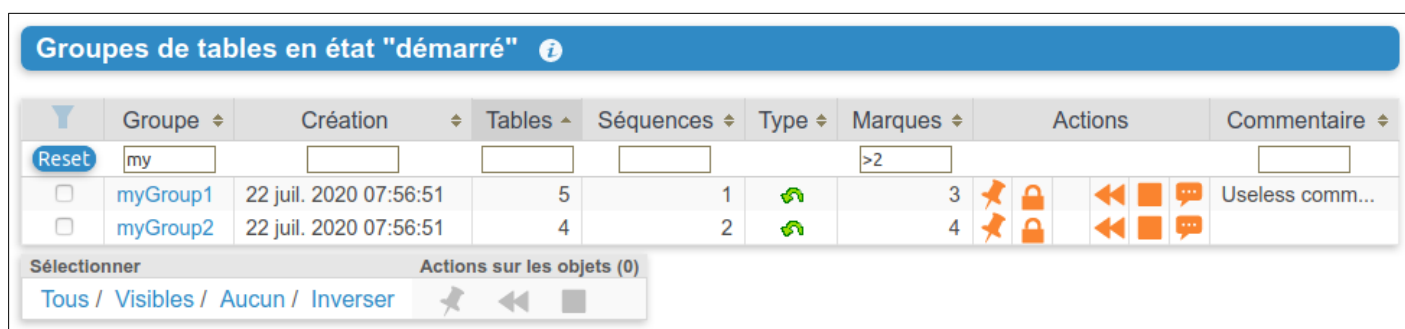 Groupes de tables en état "démarré"
Groupe Création Tables Séquences Type Marques Actions Commentaire
Reset my >2
myGroup1 22 juil. 2020 07:56:51 5 1 3 Useless comm...
myGroup2 22 juil. 2020 07:56:51 4 2 4
Sélectionner Actions sur les objets (0)
Tous / Visibles / Aucun / Inverser